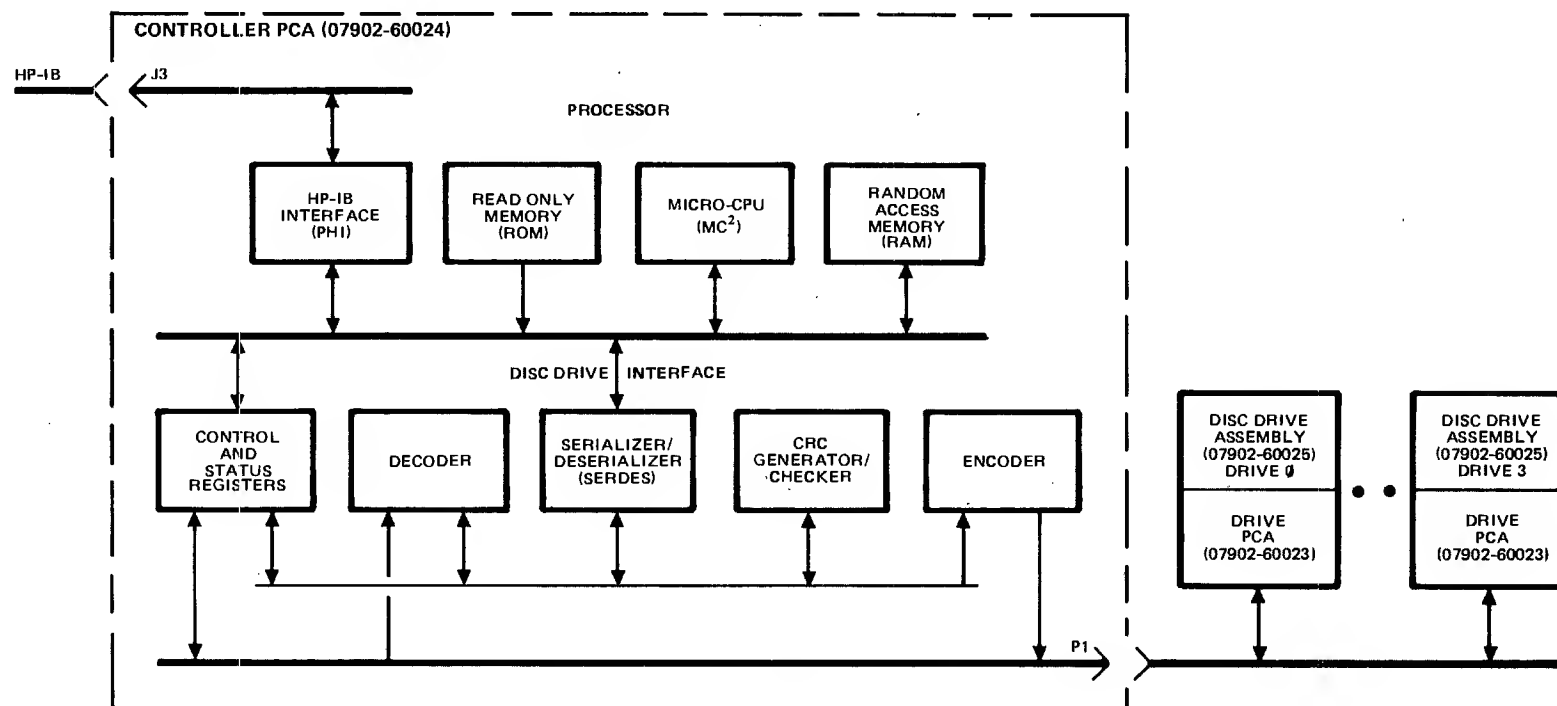 CONTROLLER PCA (07902-60024)
HP-IB
J3
PROCESSOR
HP-IB
INTERFACE
(PHI)
READ ONLY
MEMORY
(ROM)
MICRO-CPU
(MC²)
RANDOM
ACCESS
MEMORY
(RAM)
DISC DRIVE INTERFACE
CONTROL
AND
STATUS
REGISTERS
DECODER
SERIALIZER/
DESERIALIZER
(SERDES)
CRC
GENERATOR/
CHECKER
ENCODER
DISC DRIVE
ASSEMBLY
(07902-60025)
DRIVE 0
DRIVE
PCA
(07902-60023)
DISC DRIVE
ASSEMBLY
(07902-60025)
DRIVE 3
DRIVE
PCA
(07902-60023)
P1